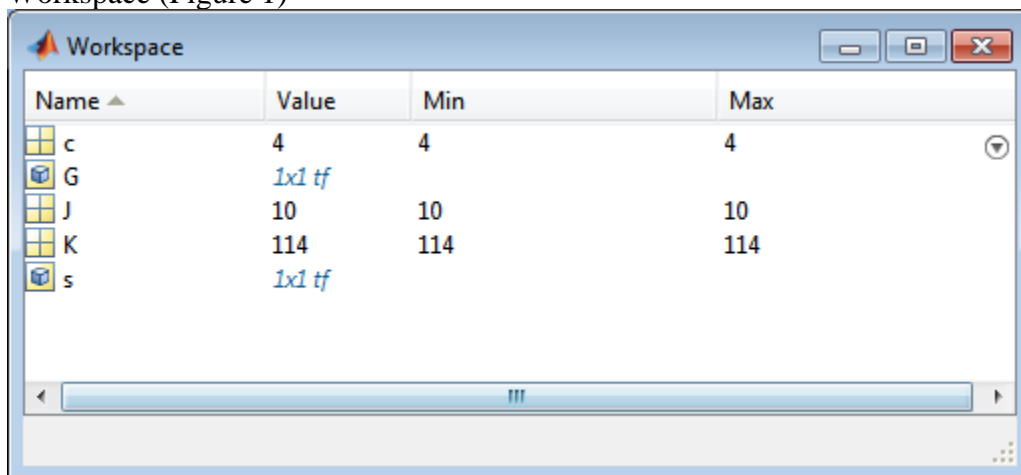 Workspace (Figure 1)
Workspace
Name Value Min Max
c 4 4 4
G 1x1 tf
J 10 10 10
K 114 114 114
s 1x1 tf